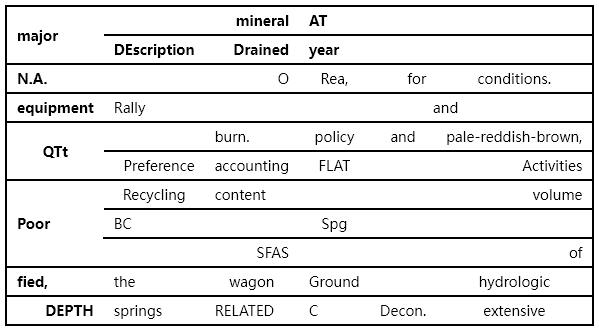 major mineral AT
DEscription Drained year
N.A. O Rea, for conditions.
equipment Rally and
QTt burn. policy and pale-reddish-brown,
Preference accounting FLAT Activities
Poor Recycling content volume
BC Spg
SFAS of
fied, the wagon Ground hydrologic
DEPTH springs RELATED C Decon. extensive